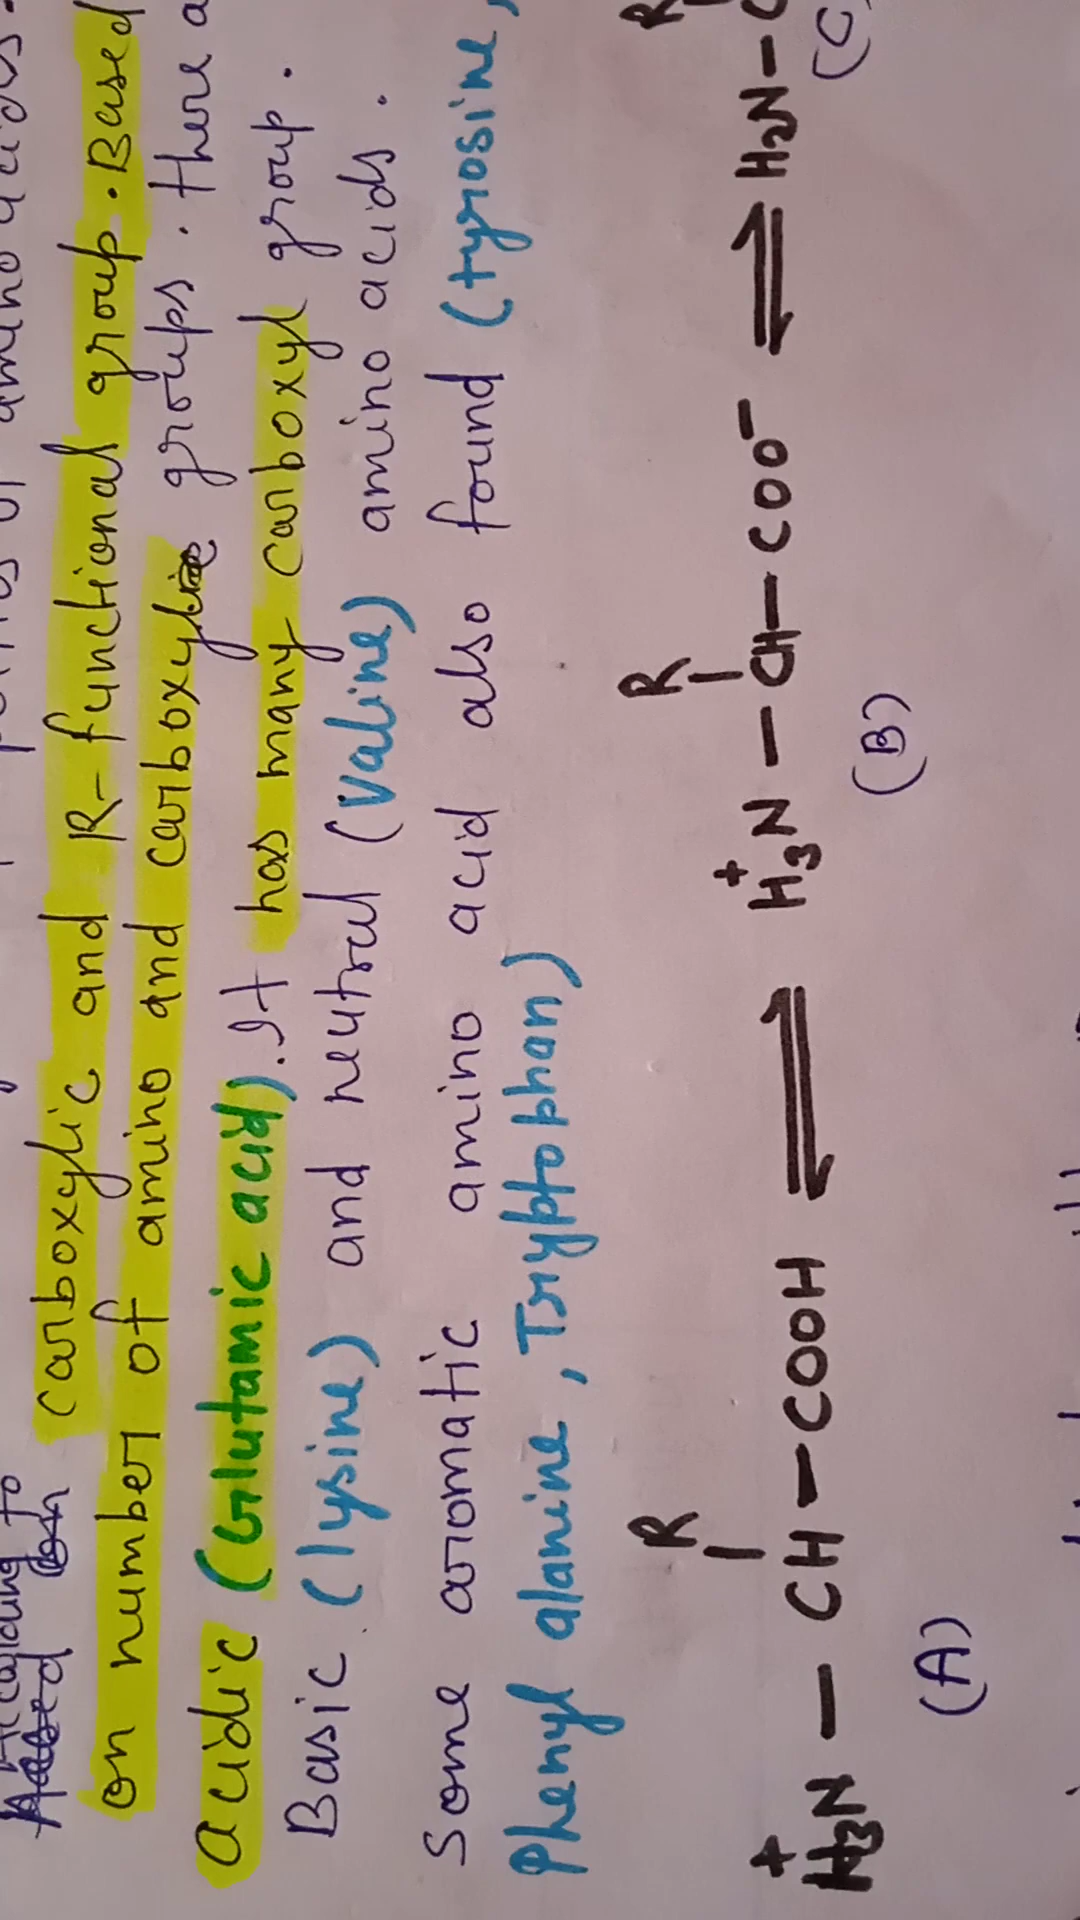 amino acids
According to
carboxylic and R-functional group. Based
on number of amino and carboxylic groups. There a
acidic (Glutamic acid). It has many carboxyl group.
Basic (lysine) and neutral (valine) amino acids.
Some aromatic amino acid also found (tyrosine,
Phenyl alanine, Tryptophan)
R R R
H₃N⁺ — CH — COOH ⇌ H₃N⁺ — CH — COO⁻ ⇌ H₂N — C
(A) (B) (C)